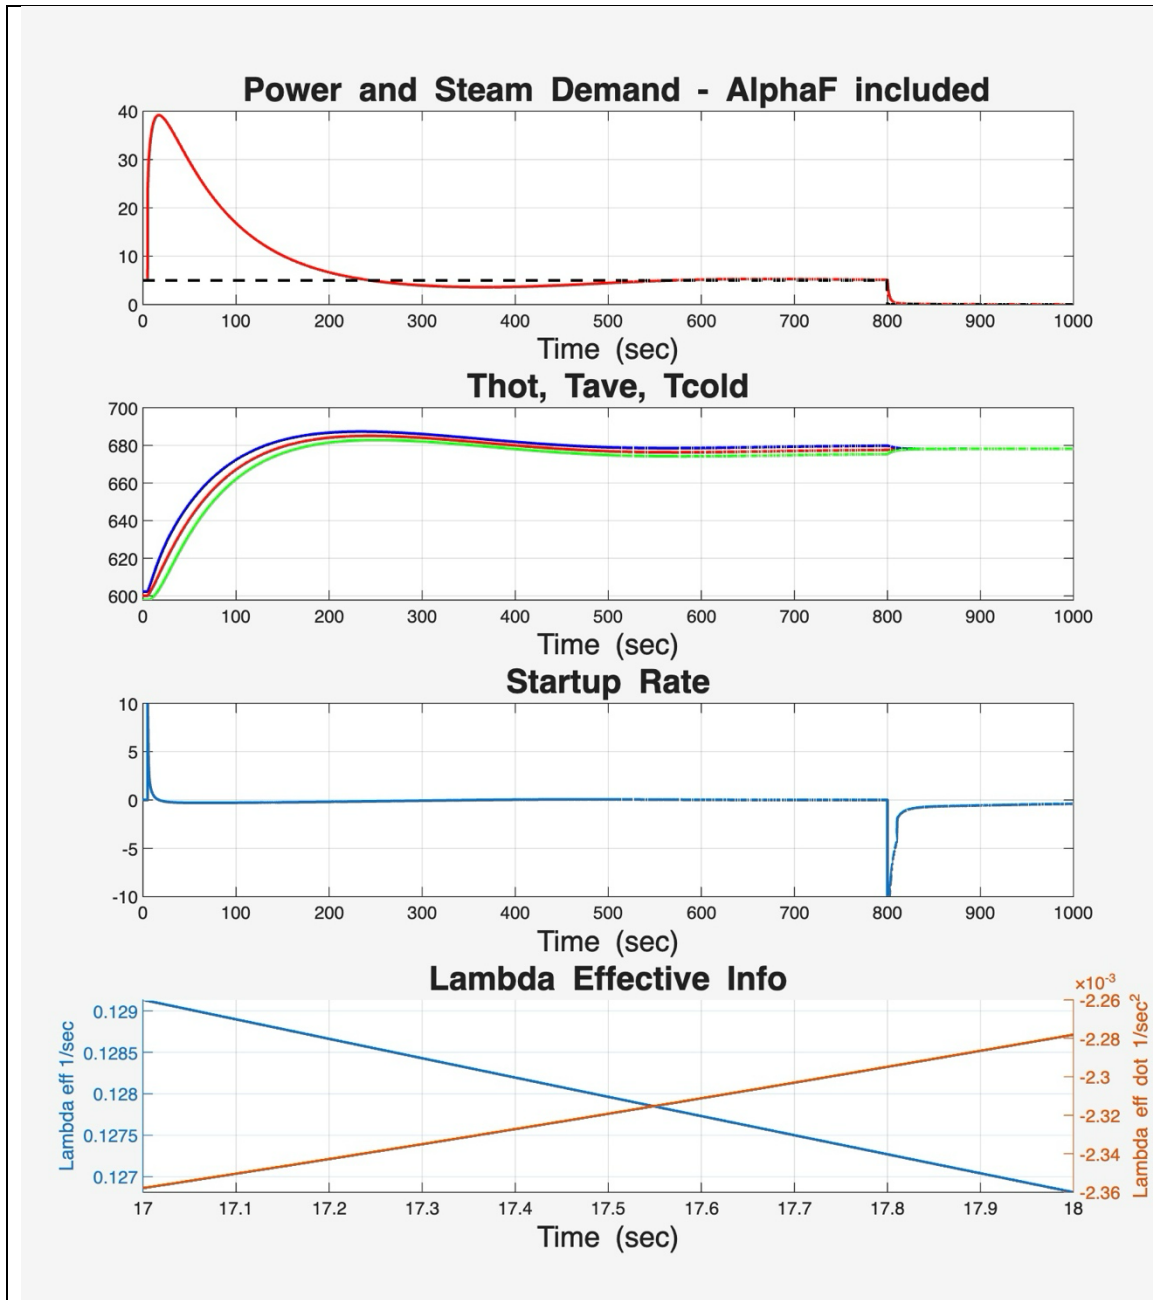 Power and Steam Demand - AlphaF included
40
30
20
10
0
0 100 200 300 400 500 600 700 800 900 1000
Time (sec)
Thot, Tave, Tcold
700
680
660
640
620
600
0 100 200 300 400 500 600 700 800 900 1000
Time (sec)
Startup Rate
10
5
0
-5
-10
0 100 200 300 400 500 600 700 800 900 1000
Time (sec)
Lambda Effective Info
×10⁻³
Lambda eff 1/sec
0.129
0.1285
0.128
0.1275
0.127
-2.26
-2.28
-2.3
-2.32
-2.34
-2.36
Lambda eff dot 1/sec²
17 17.1 17.2 17.3 17.4 17.5 17.6 17.7 17.8 17.9 18
Time (sec)